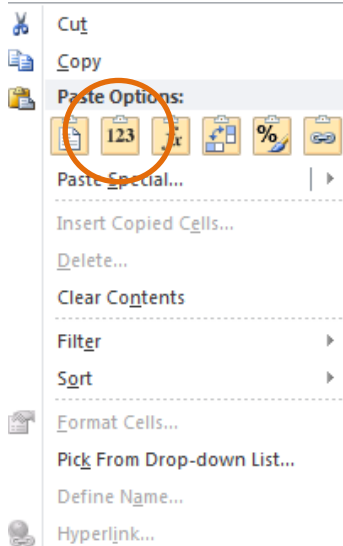 Cut
Copy
Paste Options:
123 fx %
Paste Special...
Insert Copied Cells...
Delete...
Clear Contents
Filter
Sort
Format Cells...
Pick From Drop-down List...
Define Name...
Hyperlink...